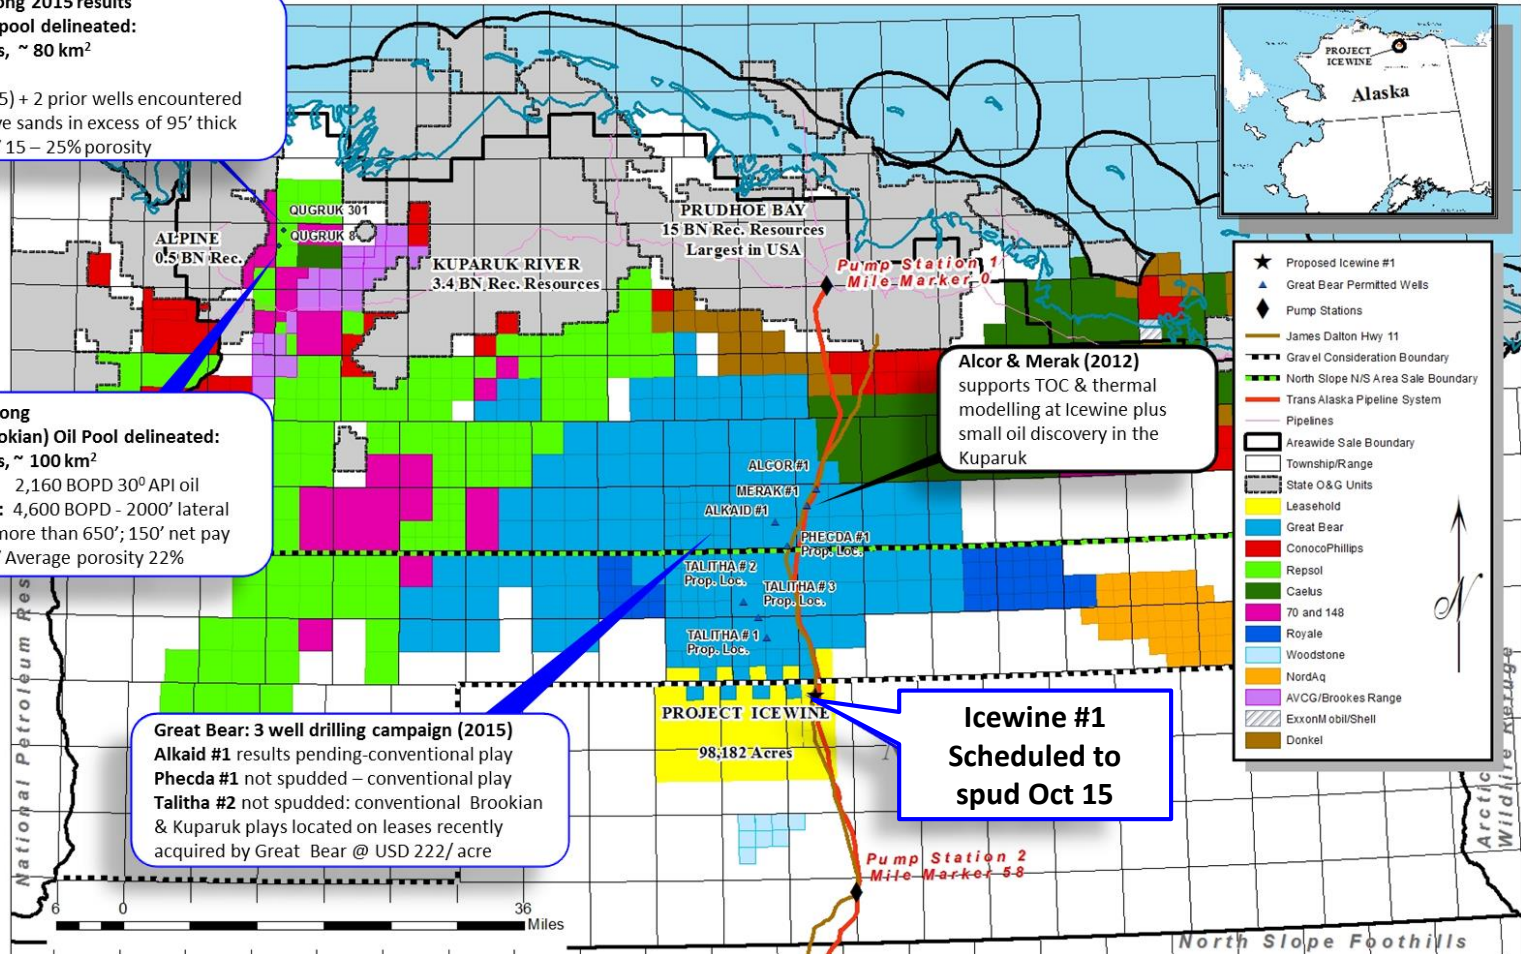 ong 2015 results
pool delineated:
s, ~ 80 km²
5) + 2 prior wells encountered
ve sands in excess of 95’ thick
’ 15 – 25% porosity
PROJECT
ICEWINE
Alaska
QUGRUK 301
QUGRUK 8
ALPINE
0.5 BN Rec.
KUPARUK RIVER
3.4 BN Rec. Resources
PRUDHOE BAY
15 BN Rec. Resources
Largest in USA
Pump Station 1
Mile Marker 0
Proposed Icewine #1
Great Bear Permitted Wells
Pump Stations
James Dalton Hwy 11
Gravel Consideration Boundary
North Slope N/S Area Sale Boundary
Trans Alaska Pipeline System
Pipelines
Areawide Sale Boundary
Township/Range
State O&G Units
Leasehold
Great Bear
ConocoPhillips
Repsol
Caelus
70 and 148
Royale
Woodstone
NordAq
AVCG/Brookes Range
ExxonMobil/Shell
Donkel
N
Alcor & Merak (2012)
supports TOC & thermal
modelling at Icewine plus
small oil discovery in the
Kuparuk
ong
okian) Oil Pool delineated:
s, ~ 100 km²
2,160 BOPD 30⁰ API oil
: 4,600 BOPD - 2000’ lateral
more than 650’; 150’ net pay
’ Average porosity 22%
ALCOR #1
MERAK #1
ALKAID #1
PHECDA #1
Prop. Loc.
TALITHA # 2
Prop. Loc.
TALITHA # 3
Prop. Loc.
TALITHA # 1
Prop. Loc.
PROJECT ICEWINE
98,182 Acres
Icewine #1
Scheduled to
spud Oct 15
Great Bear: 3 well drilling campaign (2015)
Alkaid #1 results pending-conventional play
Phecda #1 not spudded – conventional play
Talitha #2 not spudded: conventional Brookian
& Kuparuk plays located on leases recently
acquired by Great Bear @ USD 222/ acre
Pump Station 2
Mile Marker 58
National Petroleum Res
Arctic
Wildlife Refuge
6 0 36
Miles
North Slope Foothills